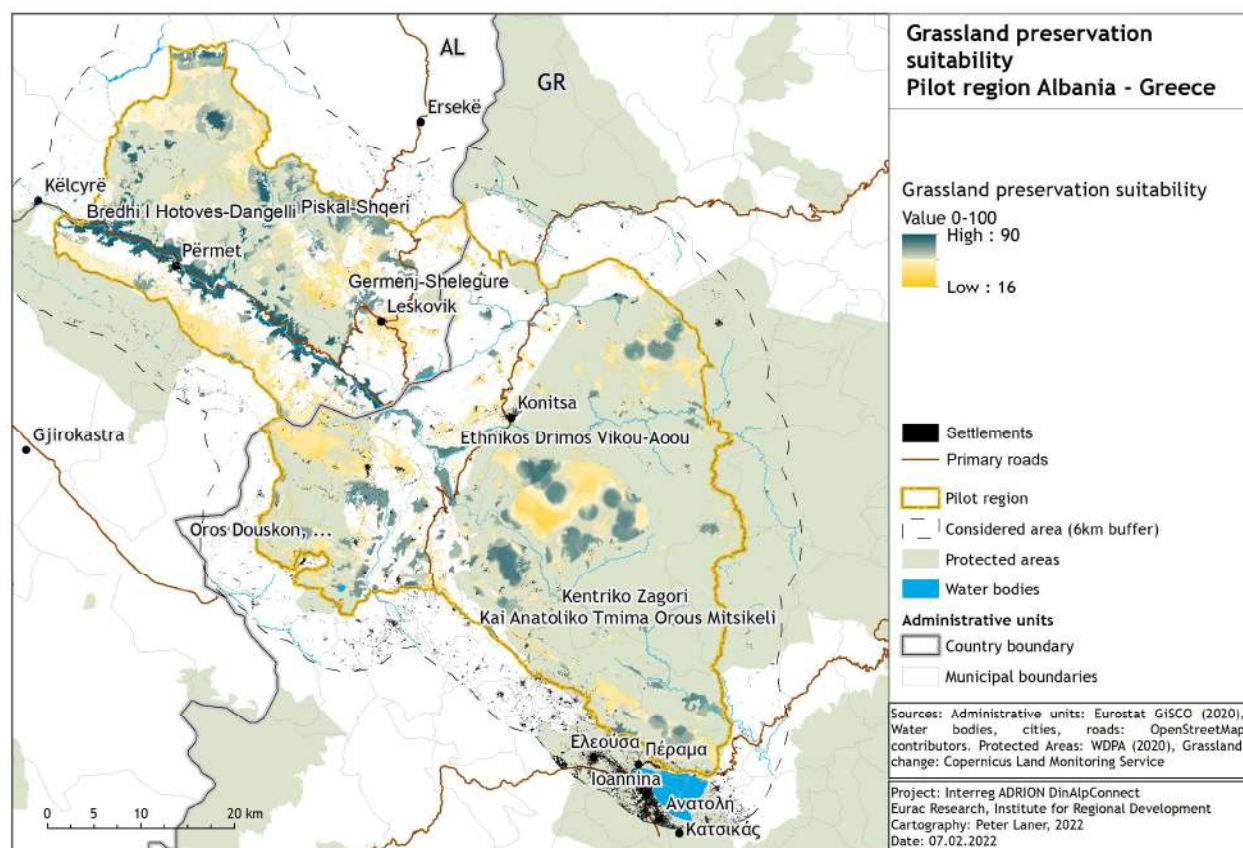 AL
GR
Ersekë
Këlcyrë
Bredhi I Hotoves-Dangelli
Piskal-Shqeri
Përmet
Germenj-Shelegure
Leskovik
Gjirokastra
Konitsa
Ethnikos Drimos Vikou-Aoou
Oros Douskon, ...
Kentriko Zagori
Kai Anatoliko Tmima Orous Mitsikeli
Ελεούσα
Πέραμα
Ioannina
Ανατολή
Κατσικάς
0 10 20 km
Grassland preservation
suitability
Pilot region Albania - Greece
Grassland preservation suitability
Value 0-100
High : 90
Low : 16
Settlements
Primary roads
Pilot region
Considered area (6km buffer)
Protected areas
Water bodies
Administrative units
Country boundary
Municipal boundaries
Sources: Administrative units: Eurostat GISCO (2020),
Water bodies, cities, roads: OpenStreetMap
contributors. Protected Areas: WDPA (2020), Grassland
change: Copernicus Land Monitoring Service
Project: Interreg ADRION DinAlpConnect
Eurac Research, Institute for Regional Development
Cartography: Peter Laner, 2022
Date: 07.02.2022